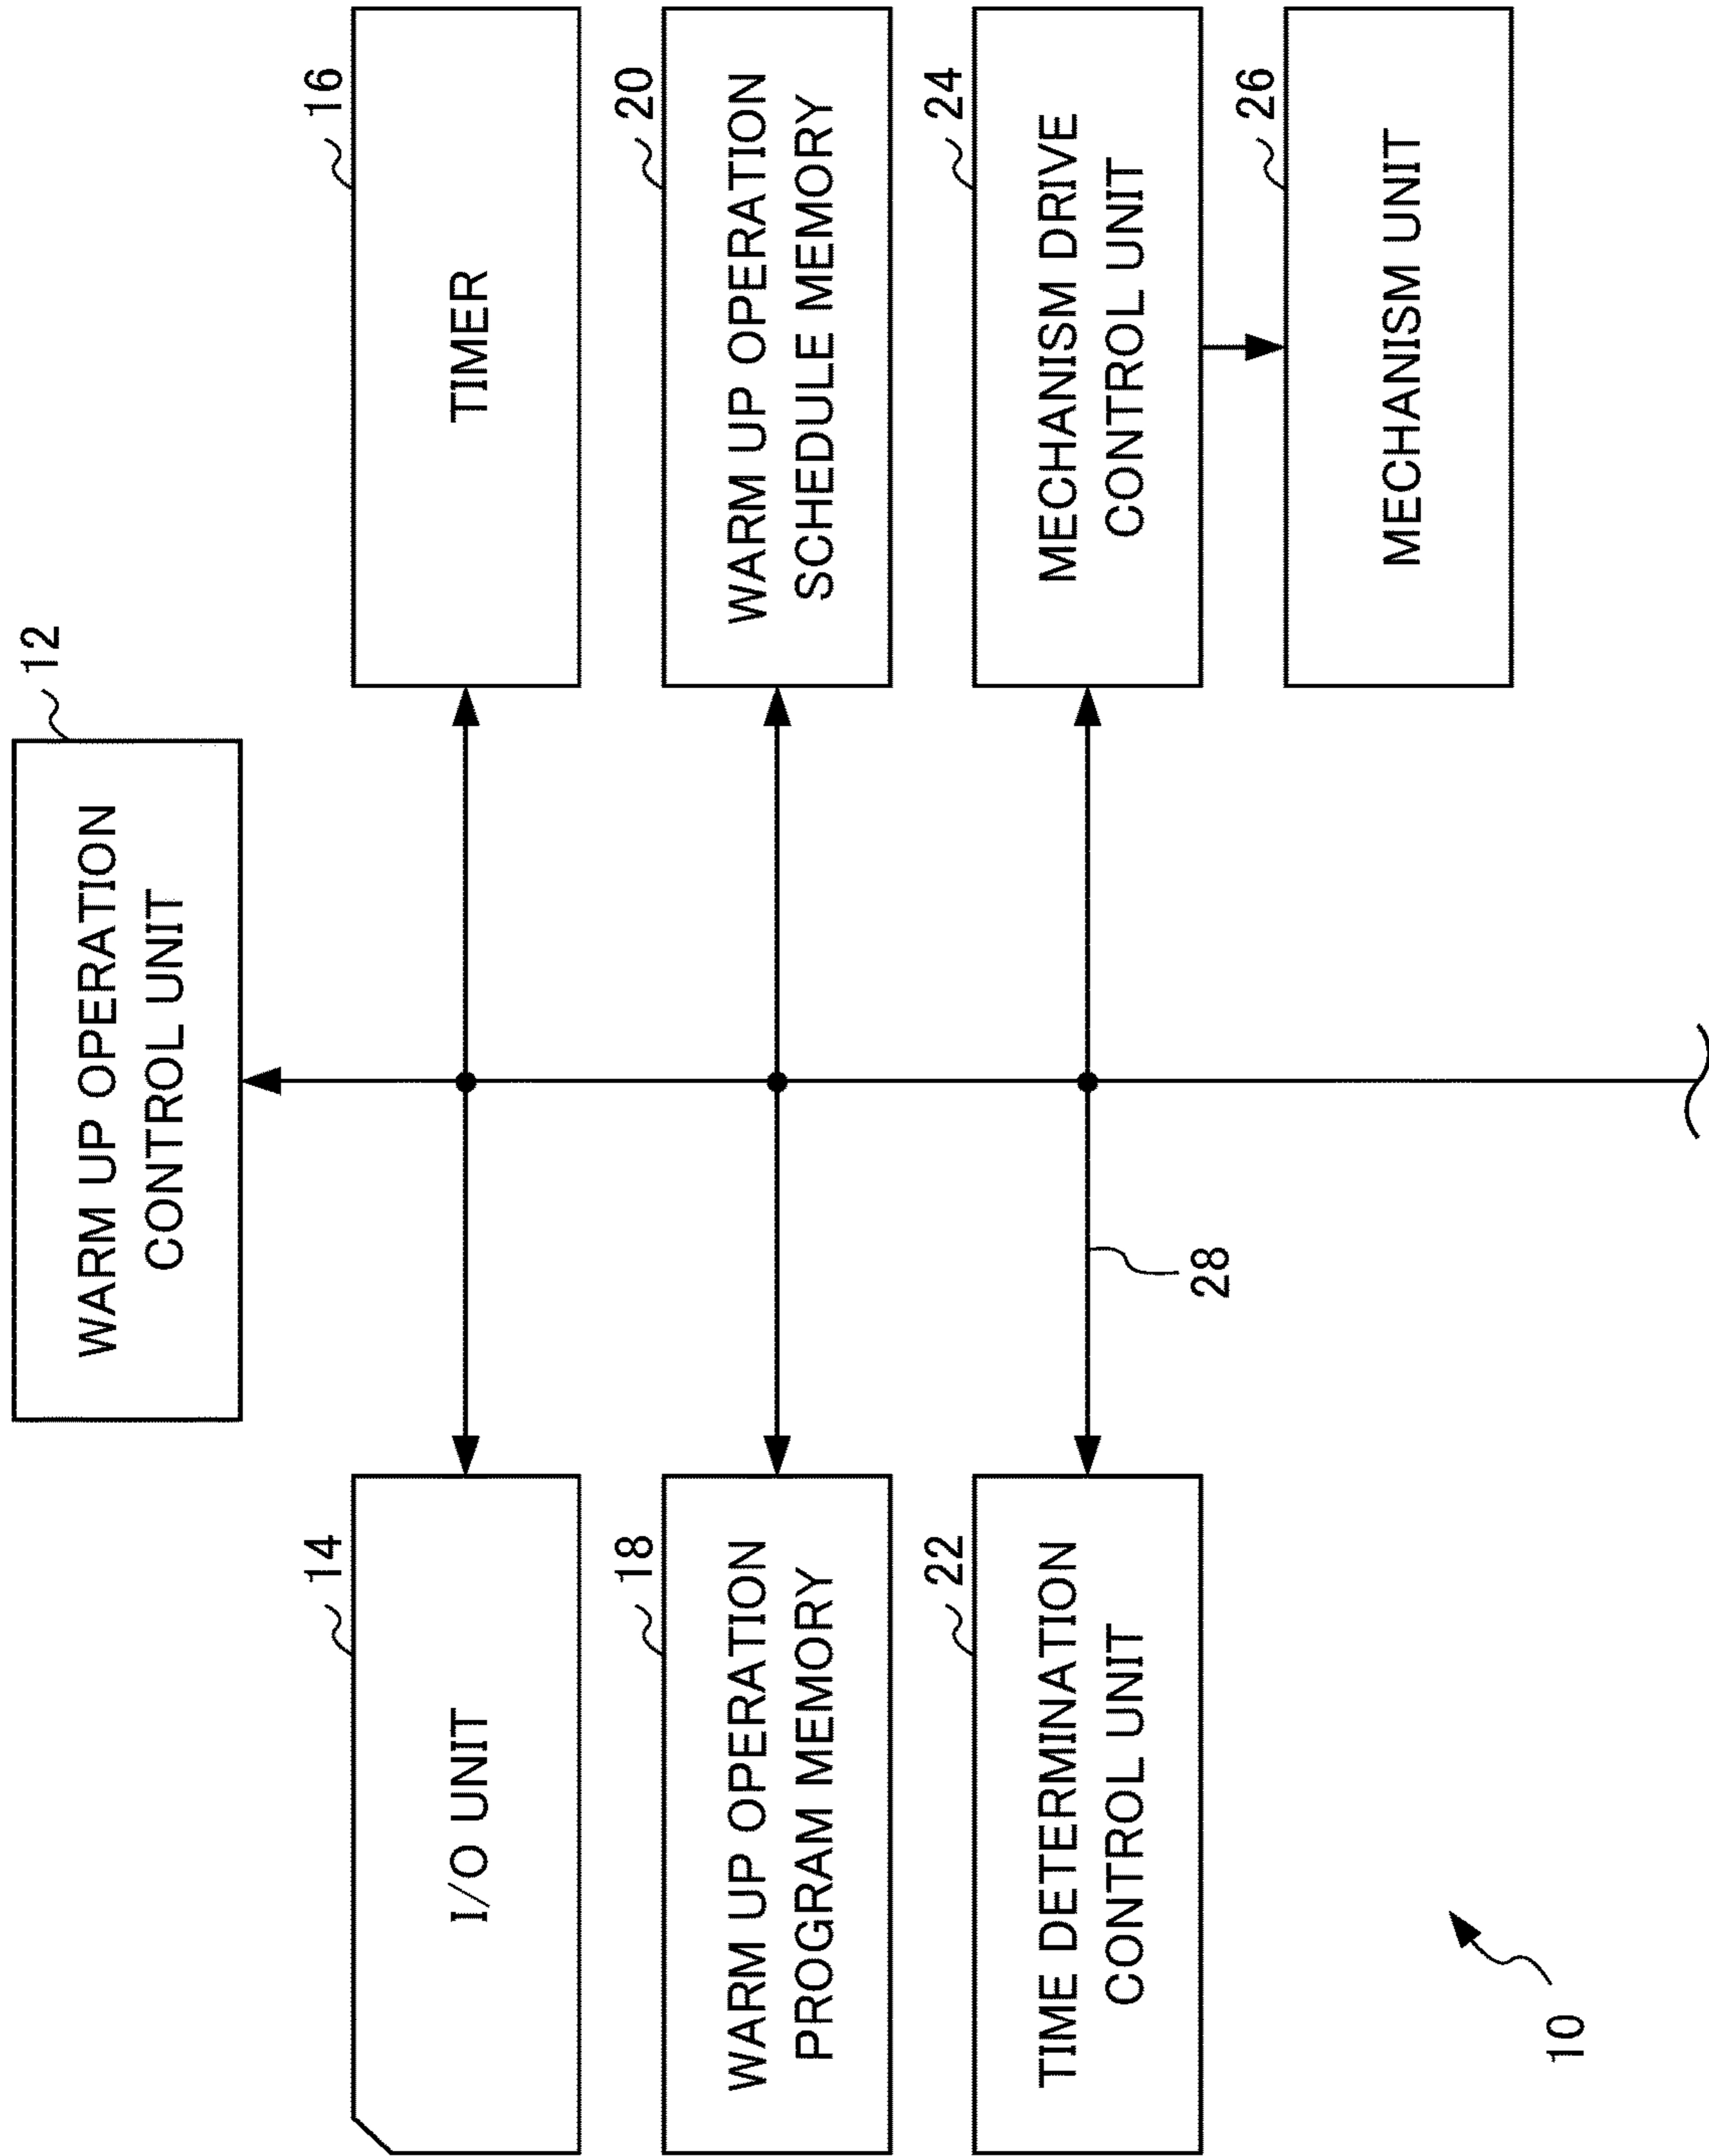 12
WARM UP OPERATION
CONTROL UNIT
14
I/O UNIT
16
TIMER
18
WARM UP OPERATION
PROGRAM MEMORY
20
WARM UP OPERATION
SCHEDULE MEMORY
22
TIME DETERMINATION
CONTROL UNIT
24
MECHANISM DRIVE
CONTROL UNIT
28
26
MECHANISM UNIT
10